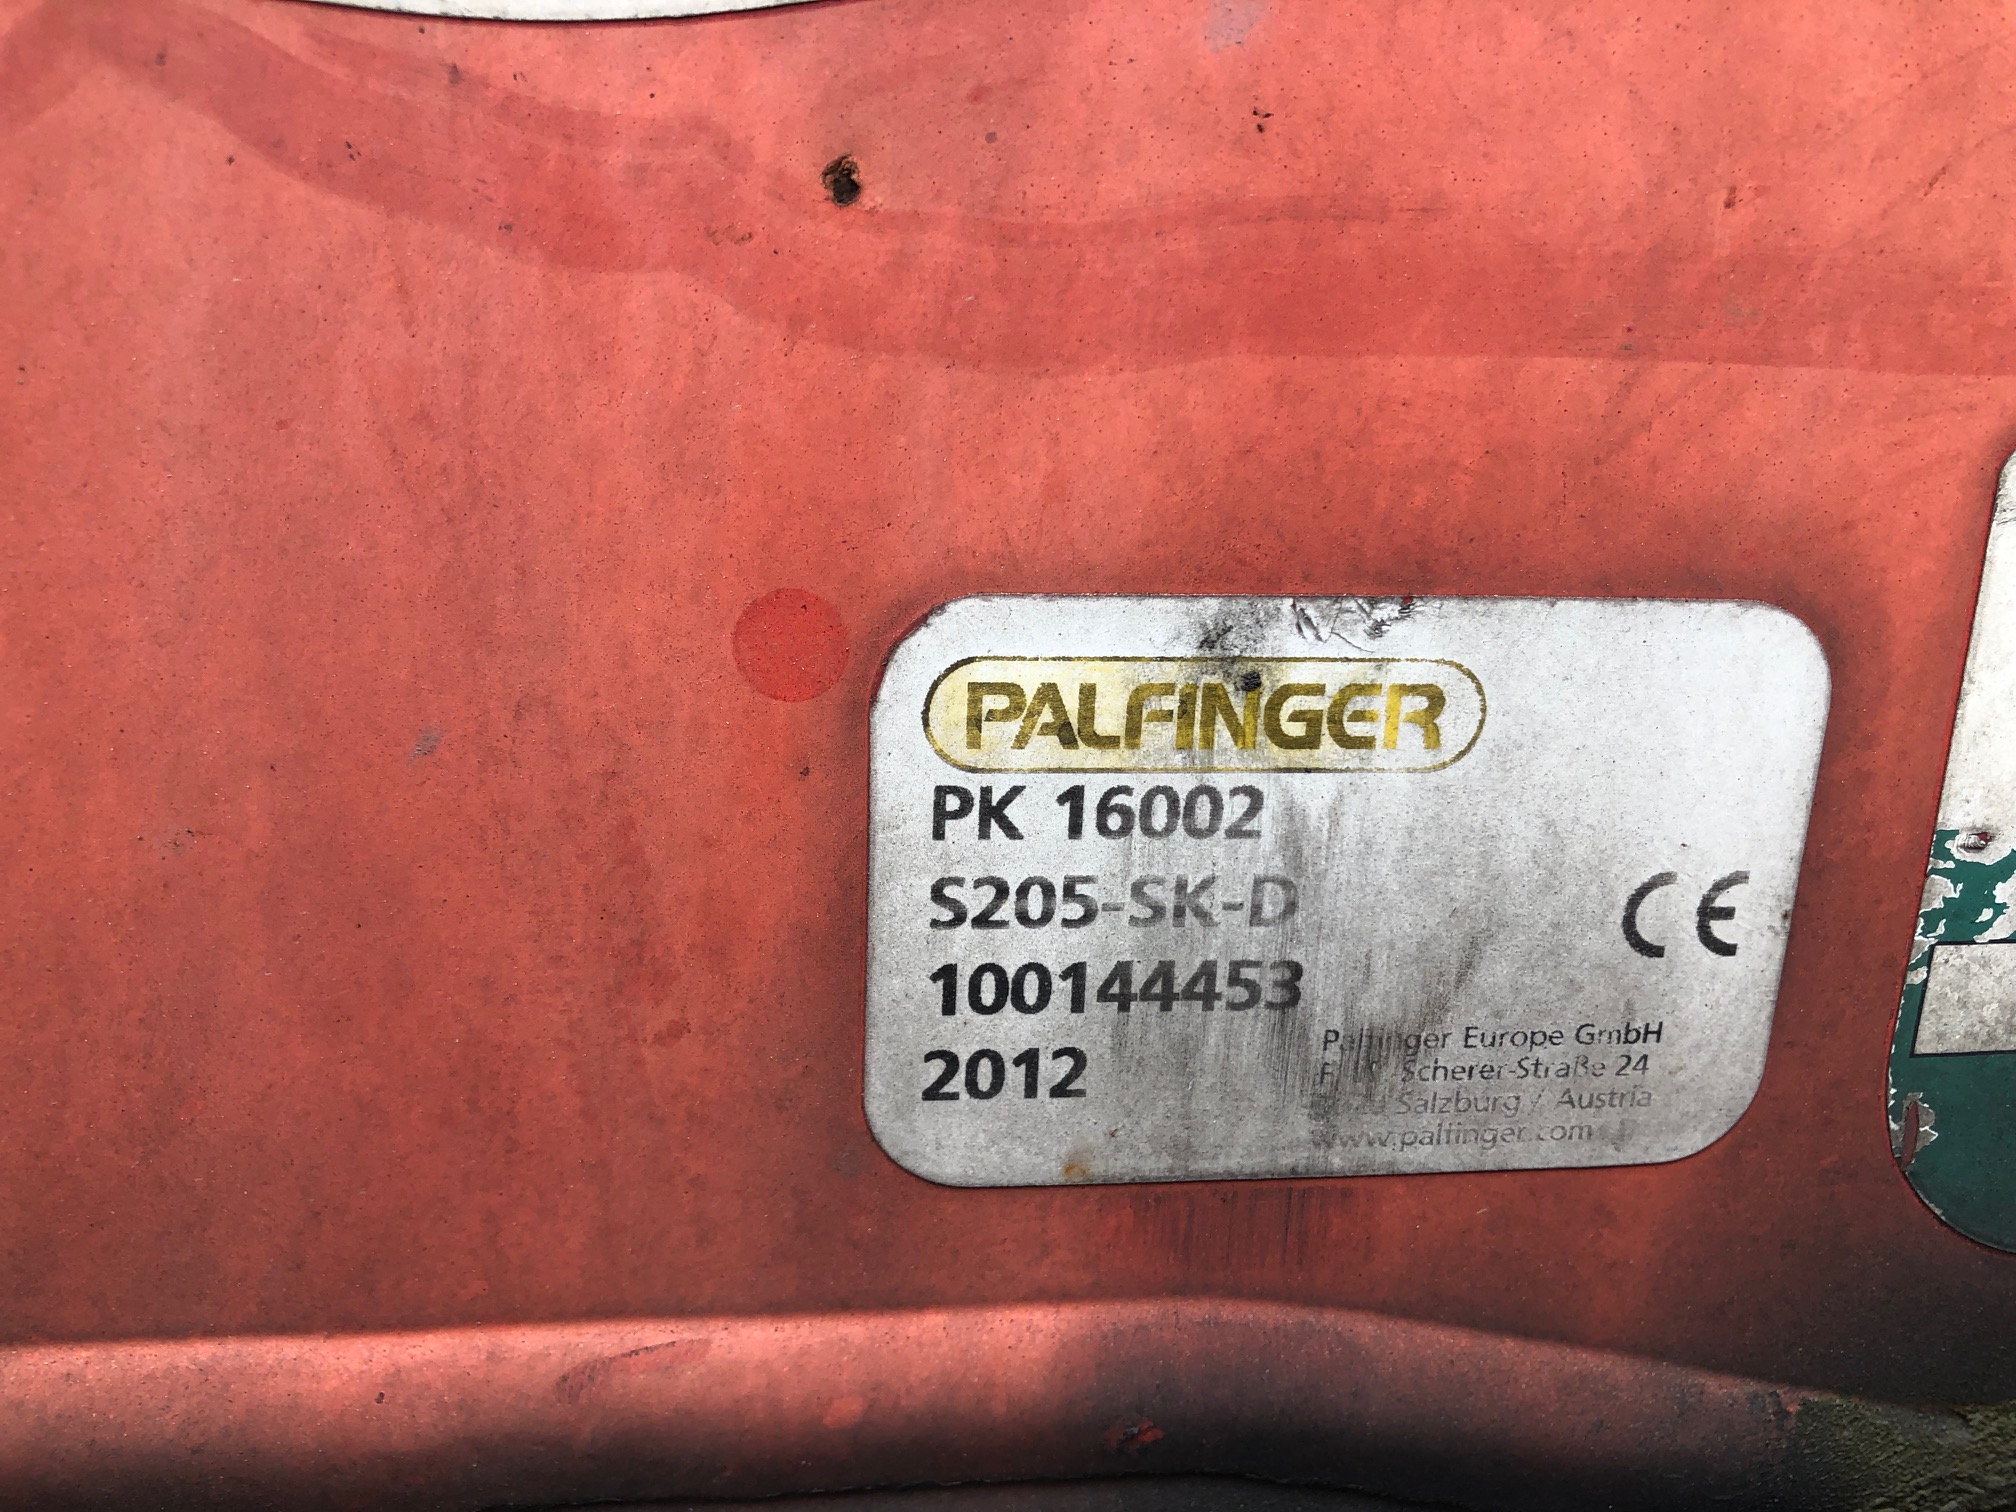 PALFINGER
PK 16002
S205-SK-D
100144453
2012
CE
Palfinger Europe GmbH
Scherer-Straße 24
Salzburg / Austria
www.palfinger.com